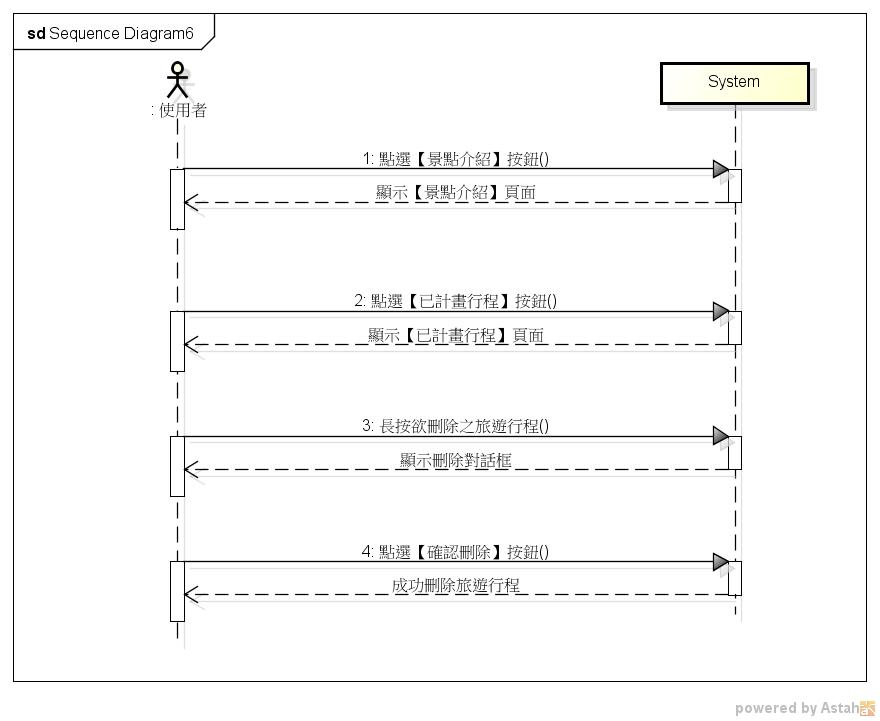 sd Sequence Diagram6
System
: 使用者
1: 點選【景點介紹】按鈕()
顯示【景點介紹】頁面
2: 點選【已計畫行程】按鈕()
顯示【已計畫行程】頁面
3: 長按欲刪除之旅遊行程()
顯示刪除對話框
4: 點選【確認刪除】按鈕()
成功刪除旅遊行程
powered by Astah